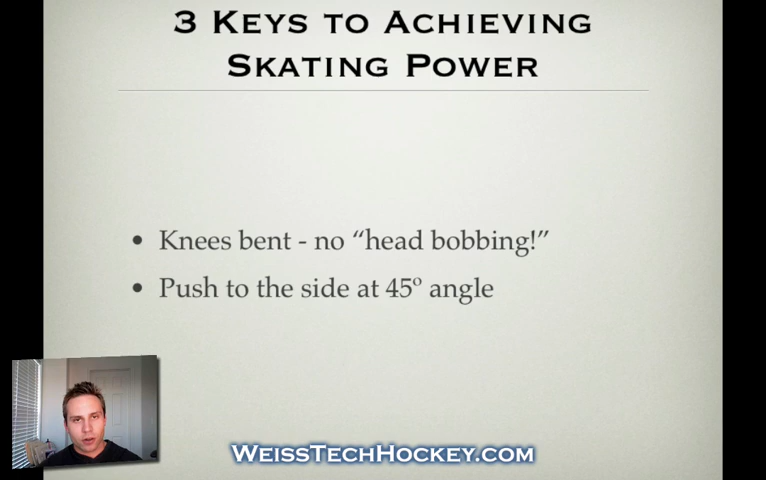 3 Keys to Achieving
Skating Power
• Knees bent - no “head bobbing!”
• Push to the side at 45º angle
WeissTechHockey.com